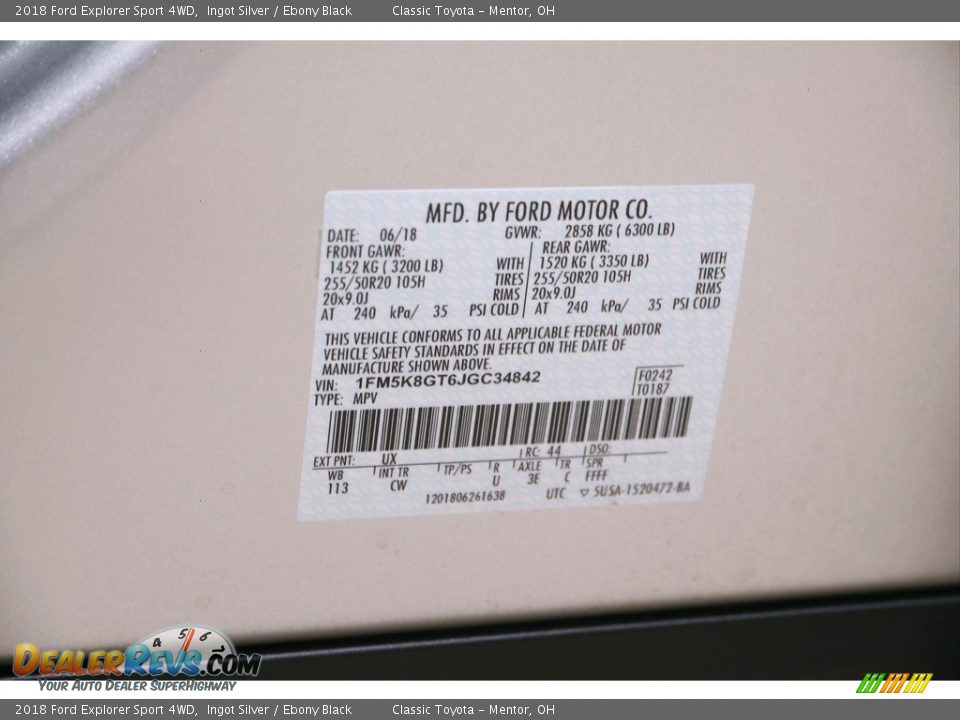 2018 Ford Explorer Sport 4WD, Ingot Silver / Ebony Black Classic Toyota – Mentor, OH
MFD. BY FORD MOTOR CO.
DATE: 06/18 GVWR: 2858 KG ( 6300 LB)
FRONT GAWR: REAR GAWR:
1452 KG ( 3200 LB) WITH 1520 KG ( 3350 LB) WITH
255/50R20 105H TIRES 255/50R20 105H TIRES
20x9.0J RIMS 20x9.0J RIMS
AT 240 kPa/ 35 PSI COLD AT 240 kPa/ 35 PSI COLD
THIS VEHICLE CONFORMS TO ALL APPLICABLE FEDERAL MOTOR
VEHICLE SAFETY STANDARDS IN EFFECT ON THE DATE OF
MANUFACTURE SHOWN ABOVE.
VIN: 1FM5K8GT6JGC34842 F0242
TYPE: MPV T0187
EXT PNT: UX RC: 44 DSO:
WB INT TR TP/PS R AXLE TR SPR
113 CW U 3E C FFFF
1201806261638 UTC ▽ 5U5A-1520472-BA
4 5 6
DEALERREVS.COM
YOUR AUTO DEALER SUPERHIGHWAY
2018 Ford Explorer Sport 4WD, Ingot Silver / Ebony Black Classic Toyota – Mentor, OH